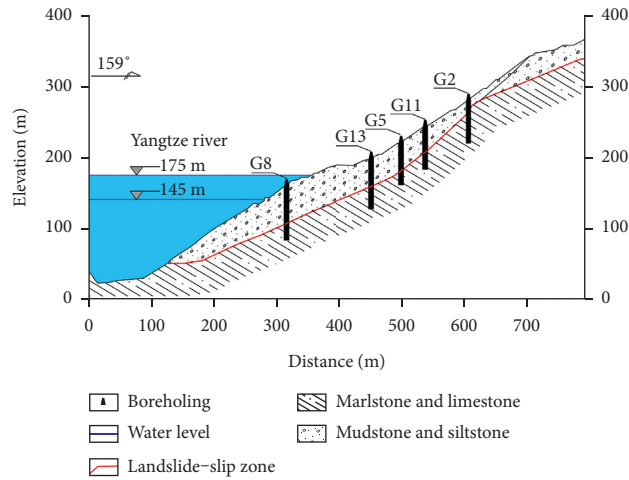 400
300
200
100
0
Elevation (m)
400
300
200
100
0
159°
Yangtze river
175 m
145 m
G8
G13
G5
G11
G2
0
100
200
300
400
500
600
700
Distance (m)
Boreholing
Water level
Landslide-slip zone
Marlstone and limestone
Mudstone and siltstone